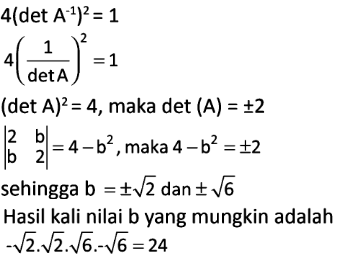 4(det A⁻¹)² = 1
4(1/det A)² = 1
(det A)² = 4, maka det (A) = ±2
|2 b; b 2| = 4 − b², maka 4 − b² = ±2
sehingga b = ±√2 dan ±√6
Hasil kali nilai b yang mungkin adalah
-√2.√2.√6.-√6 = 24